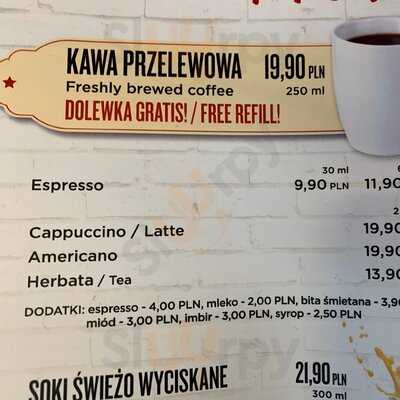 KAWA PRZELEWOWA 19,90 PLN
Freshly brewed coffee 250 ml
DOLEWKA GRATIS! / FREE REFILL!
30 ml
Espresso 9,90 PLN 11,90
Cappuccino / Latte 19,90
Americano 19,90
Herbata / Tea 13,90
DODATKI: espresso - 4,00 PLN, mleko - 2,00 PLN, bita śmietana - 3,90
miód - 3,00 PLN, imbir - 3,00 PLN, syrop - 2,50 PLN
SOKI ŚWIEŻO WYCISKANE 21,90 PLN
300 ml